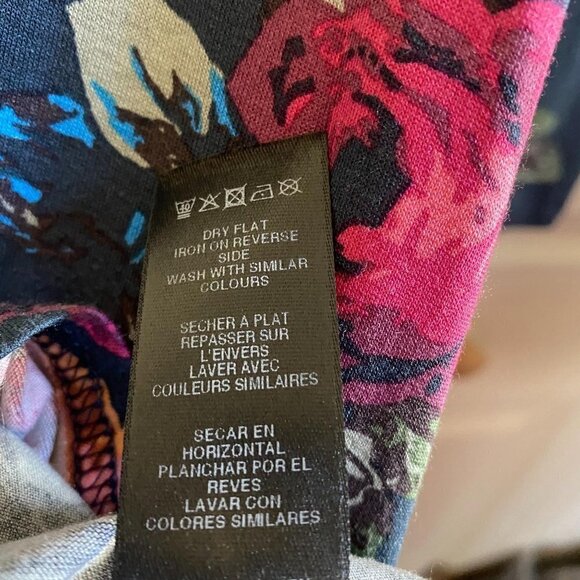 40
DRY FLAT
IRON ON REVERSE
SIDE
WASH WITH SIMILAR
COLOURS
SECHER A PLAT
REPASSER SUR
L'ENVERS
LAVER AVEC
COULEURS SIMILAIRES
SECAR EN
HORIZONTAL
PLANCHAR POR EL
REVES
LAVAR CON
COLORES SIMILARES